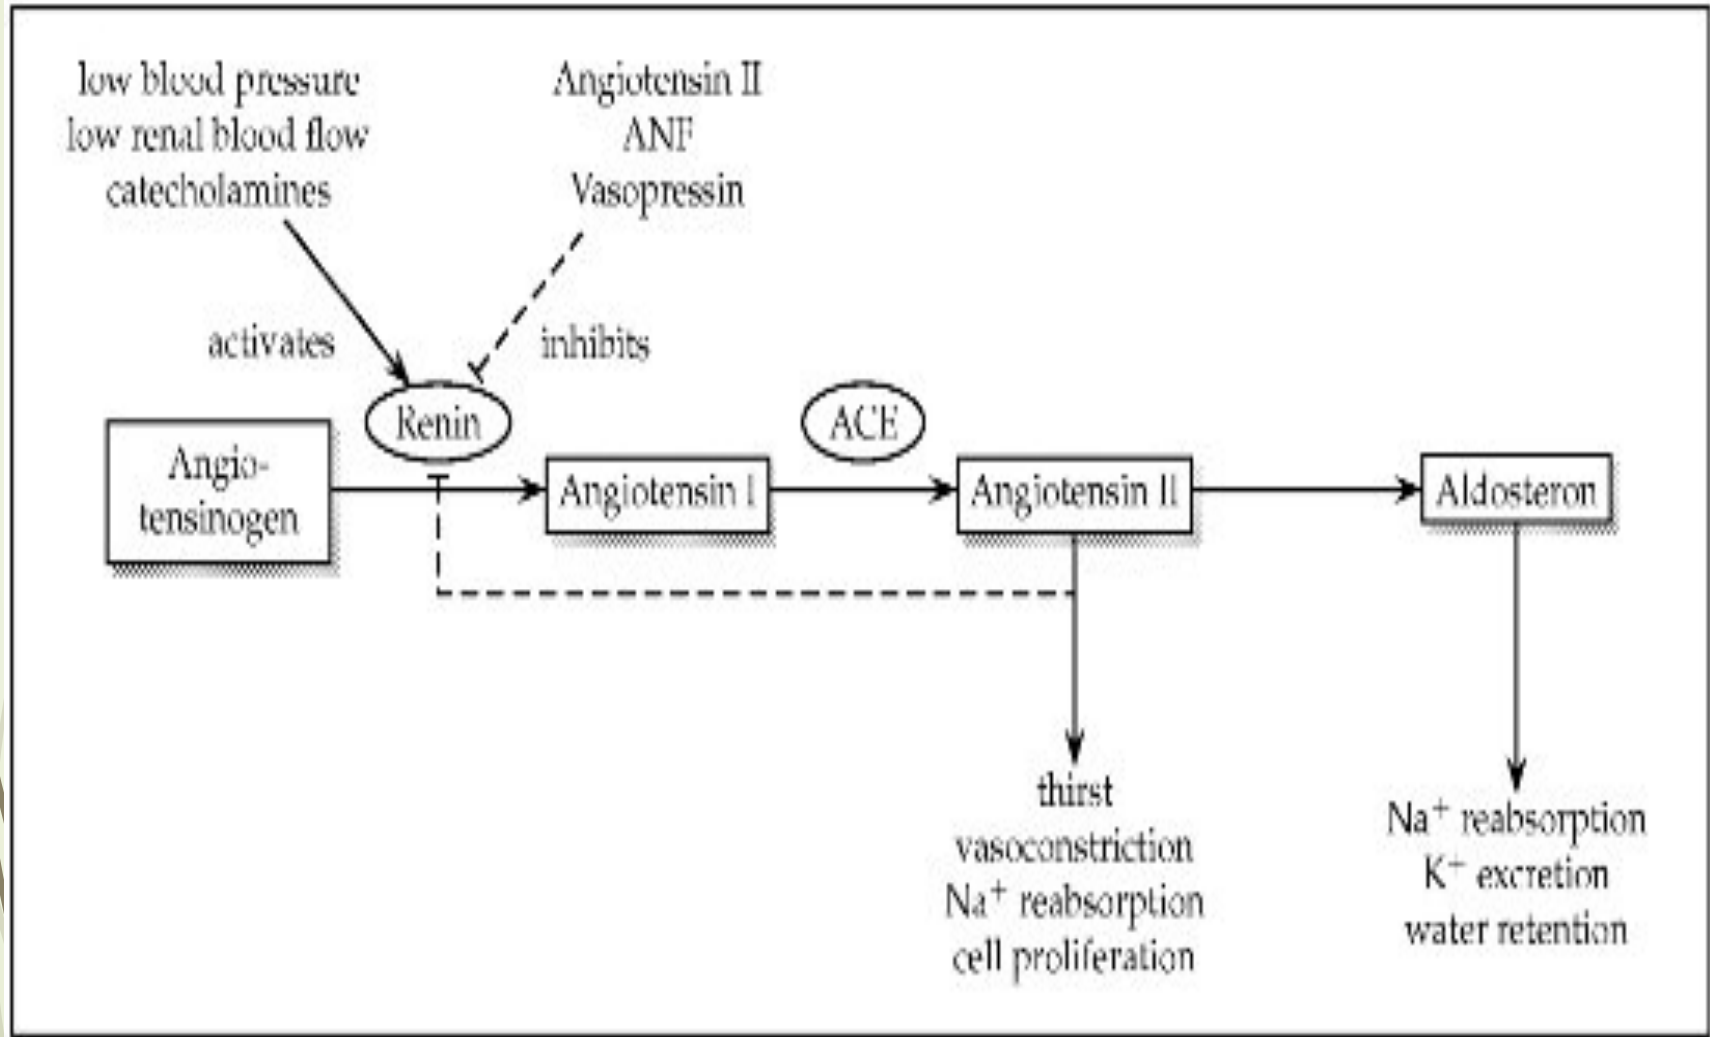 low blood pressure
low renal blood flow
catecholamines
Angiotensin II
ANF
Vasopressin
activates
inhibits
Renin
ACE
Angio-
tensinogen
Angiotensin I
Angiotensin II
Aldosteron
thirst
vasoconstriction
Na⁺ reabsorption
cell proliferation
Na⁺ reabsorption
K⁺ excretion
water retention